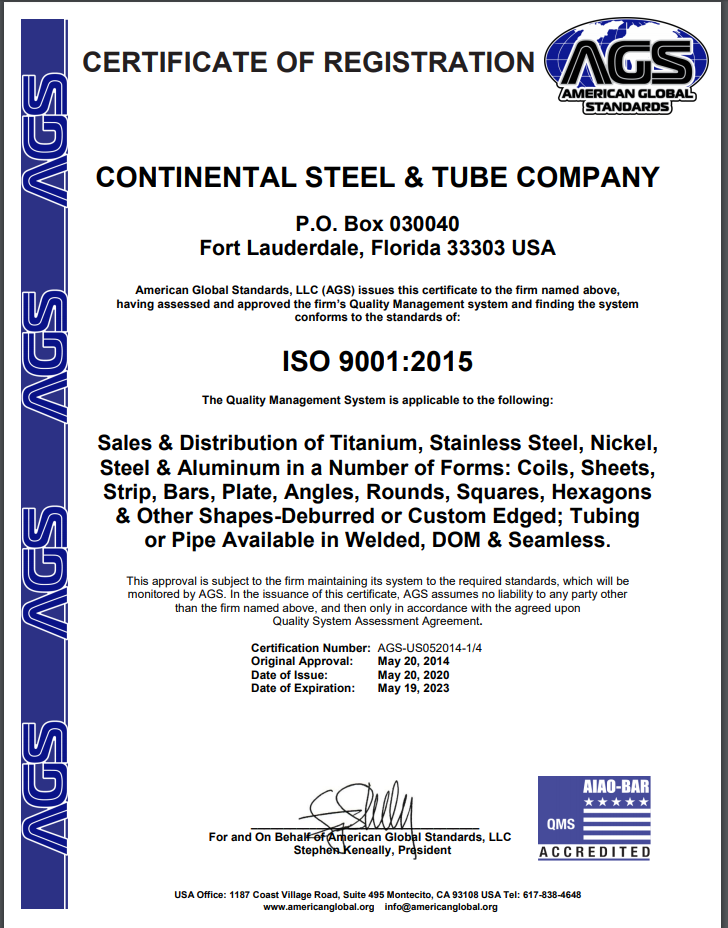 CERTIFICATE OF REGISTRATION
AGS
AMERICAN GLOBAL
STANDARDS
AGS
AGS
AGS
AGS
CONTINENTAL STEEL & TUBE COMPANY
P.O. Box 030040
Fort Lauderdale, Florida 33303 USA
American Global Standards, LLC (AGS) issues this certificate to the firm named above,
having assessed and approved the firm's Quality Management system and finding the system
conforms to the standards of:
ISO 9001:2015
The Quality Management System is applicable to the following:
Sales & Distribution of Titanium, Stainless Steel, Nickel,
Steel & Aluminum in a Number of Forms: Coils, Sheets,
Strip, Bars, Plate, Angles, Rounds, Squares, Hexagons
& Other Shapes-Deburred or Custom Edged; Tubing
or Pipe Available in Welded, DOM & Seamless.
This approval is subject to the firm maintaining its system to the required standards, which will be
monitored by AGS. In the issuance of this certificate, AGS assumes no liability to any party other
than the firm named above, and then only in accordance with the agreed upon
Quality System Assessment Agreement.
Certification Number: AGS-US052014-1/4
Original Approval: May 20, 2014
Date of Issue: May 20, 2020
Date of Expiration: May 19, 2023
For and On Behalf of American Global Standards, LLC
Stephen Keneally, President
AIAO-BAR
QMS
ACCREDITED
USA Office: 1187 Coast Village Road, Suite 495 Montecito, CA 93108 USA Tel: 617-838-4648
www.americanglobal.org info@americanglobal.org